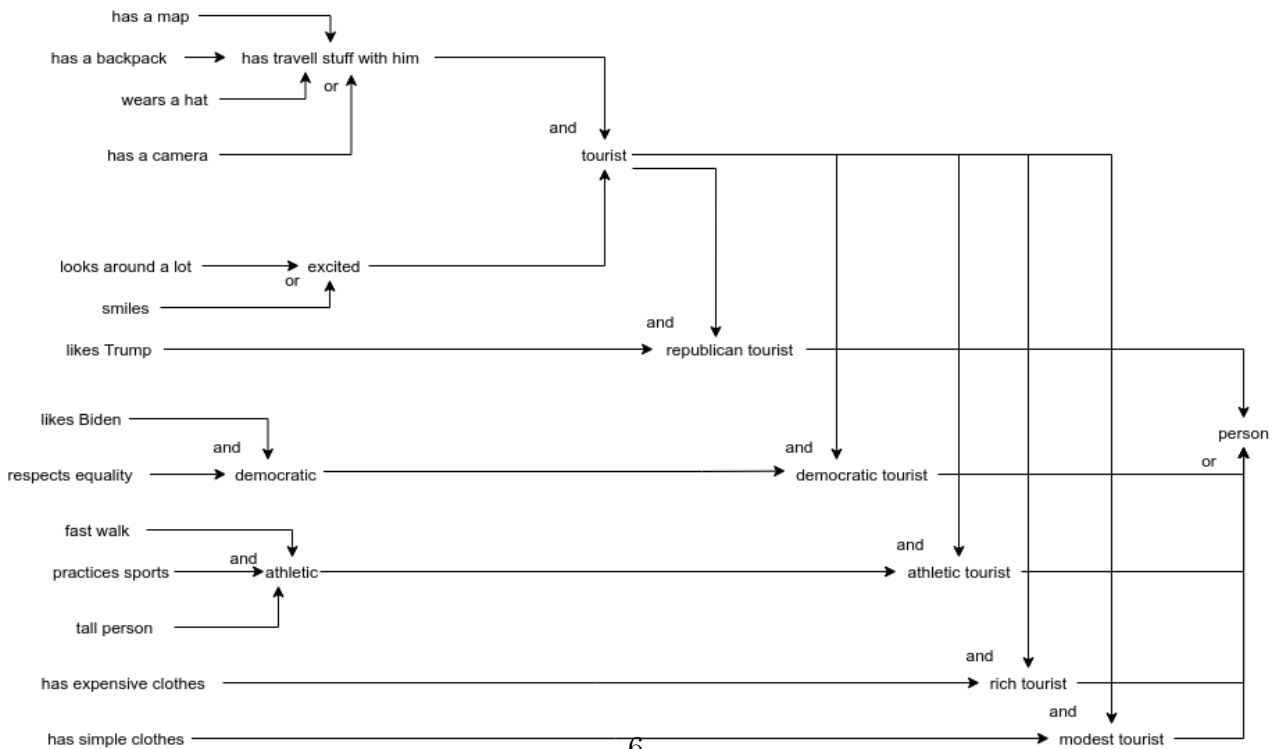 has a map
has a backpack has travell stuff with him
or
wears a hat
and
has a camera tourist
looks around a lot excited
or
smiles
and
likes Trump republican tourist
likes Biden
person
and and
or
respects equality democratic democratic tourist
fast walk
and and
practices sports athletic athletic tourist
tall person
and
has expensive clothes rich tourist
and
has simple clothes modest tourist
6